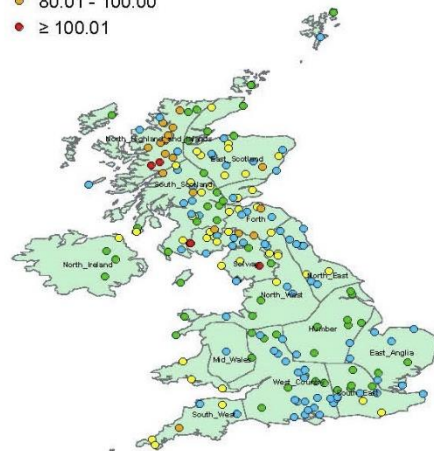 80.01 - 100.00
≥ 100.01
North_Highland_and_Islands
East_Scotland
South_Scotland
Forth
North_Ireland
Solway
North_East
North_West
Humber
East_Anglia
Mid_Wales
West_Country
South_East
South_West